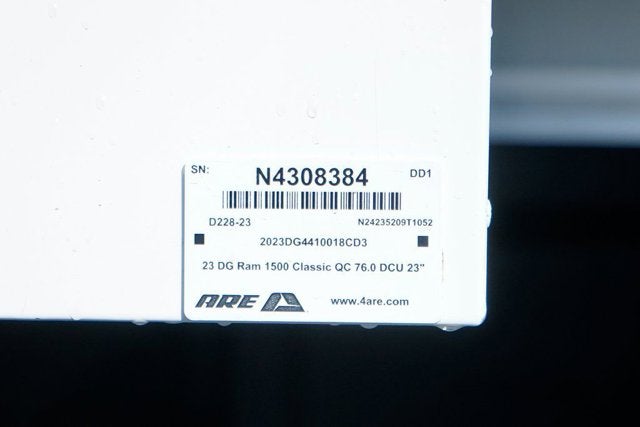 SN: N4308384 DD1
D228-23 N24235209T1052
2023DG4410018CD3
23 DG Ram 1500 Classic QC 76.0 DCU 23"
ARE www.4are.com